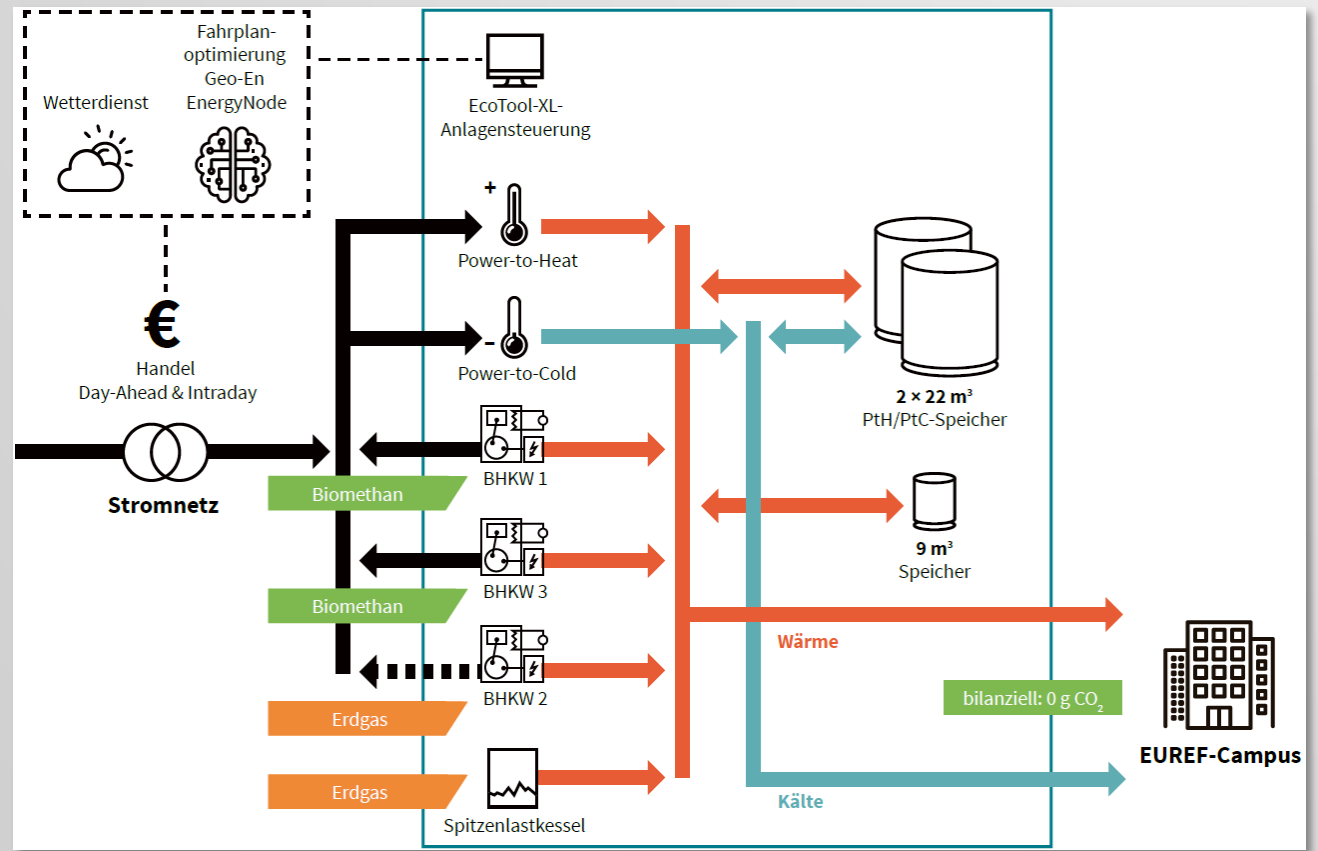 Fahrplan-
optimierung
Geo-En
EnergyNode
Wetterdienst
EcoTool-XL-
Anlagensteuerung
+
Power-to-Heat
€
Handel
Day-Ahead & Intraday
–
Power-to-Cold
2 × 22 m³
PtH/PtC-Speicher
Stromnetz
BHKW 1
Biomethan
9 m³
Speicher
BHKW 3
Biomethan
Wärme
BHKW 2
bilanziell: 0 g CO₂
Erdgas
EUREF-Campus
Erdgas
Kälte
Spitzenlastkessel